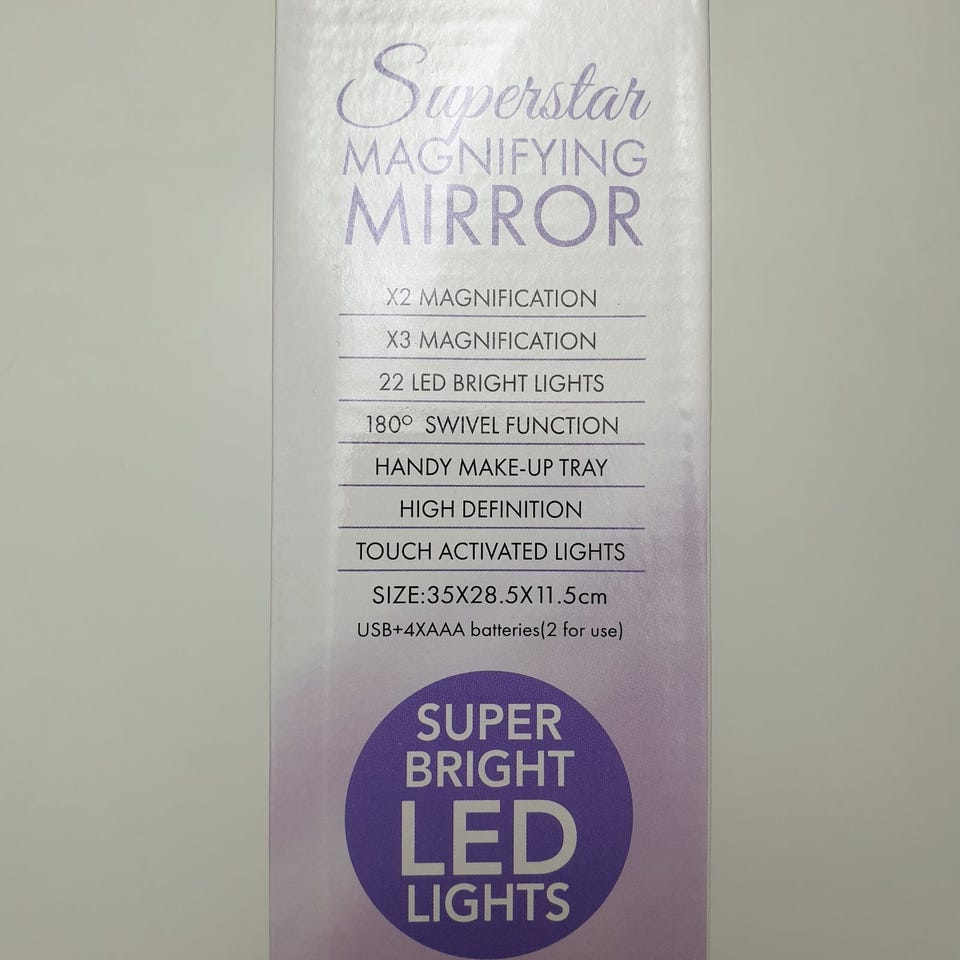 Superstar
MAGNIFYING
MIRROR
X2 MAGNIFICATION
X3 MAGNIFICATION
22 LED BRIGHT LIGHTS
180° SWIVEL FUNCTION
HANDY MAKE-UP TRAY
HIGH DEFINITION
TOUCH ACTIVATED LIGHTS
SIZE:35X28.5X11.5cm
USB+4XAAA batteries(2 for use)
SUPER
BRIGHT
LED
LIGHTS